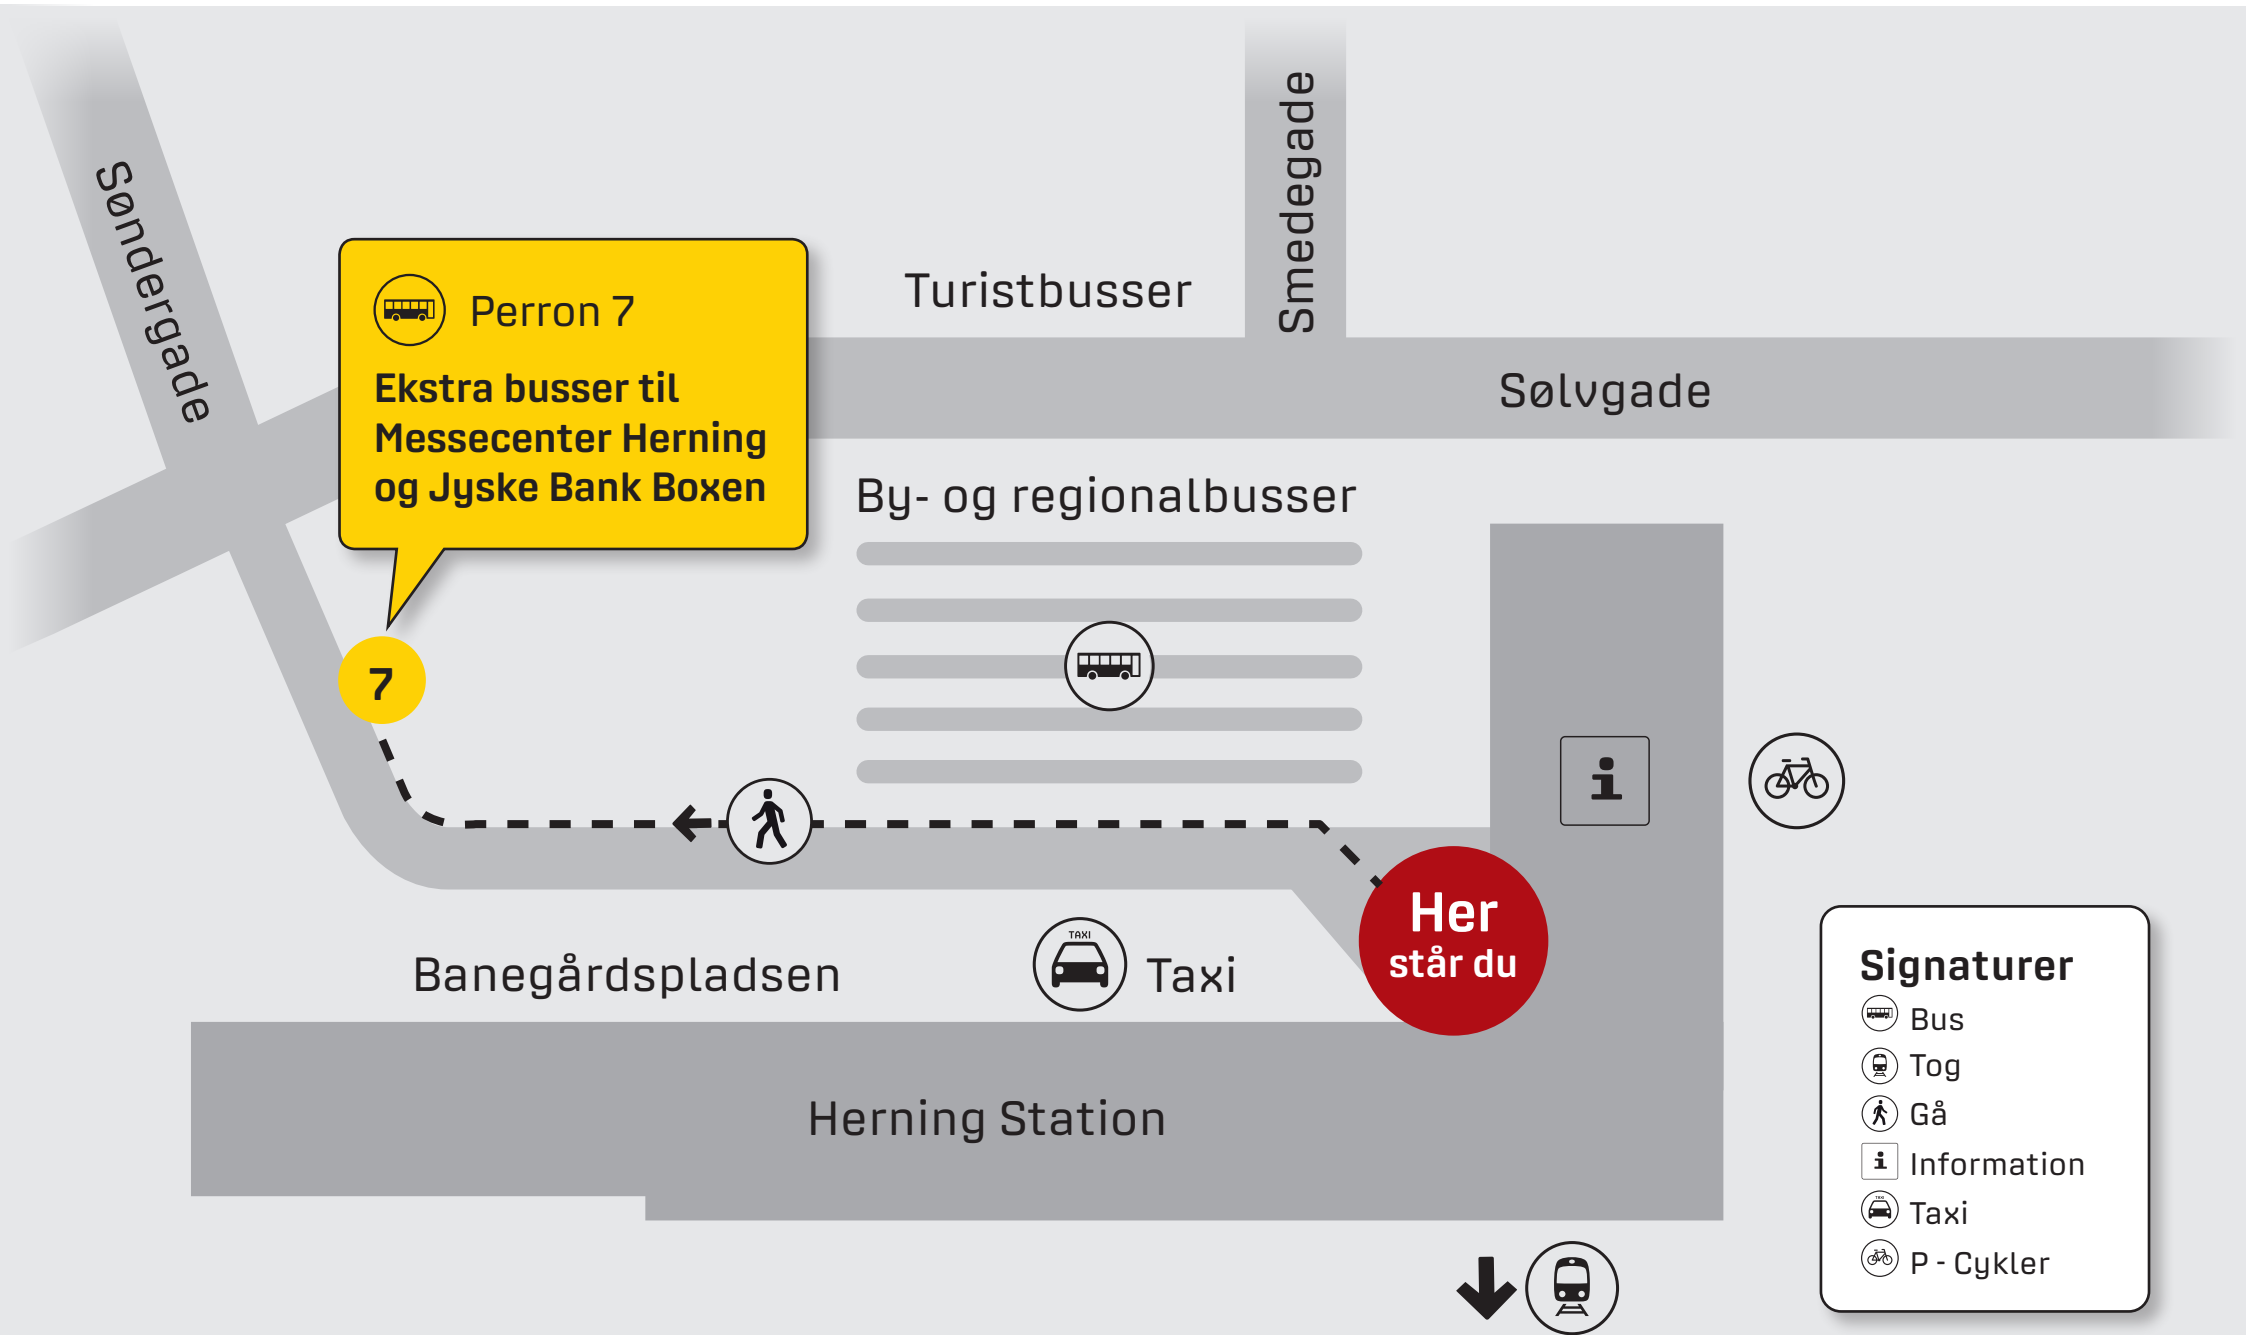 Søndergade
Smedegade
Turistbusser
Perron 7
Ekstra busser til
Messecenter Herning
og Jyske Bank Boxen
Sølvgade
By- og regionalbusser
7
i
Her
står du
TAXI
Taxi
Banegårdspladsen
Herning Station
Signaturer
Bus
Tog
Gå
i Information
TAXI
Taxi
P - Cykler